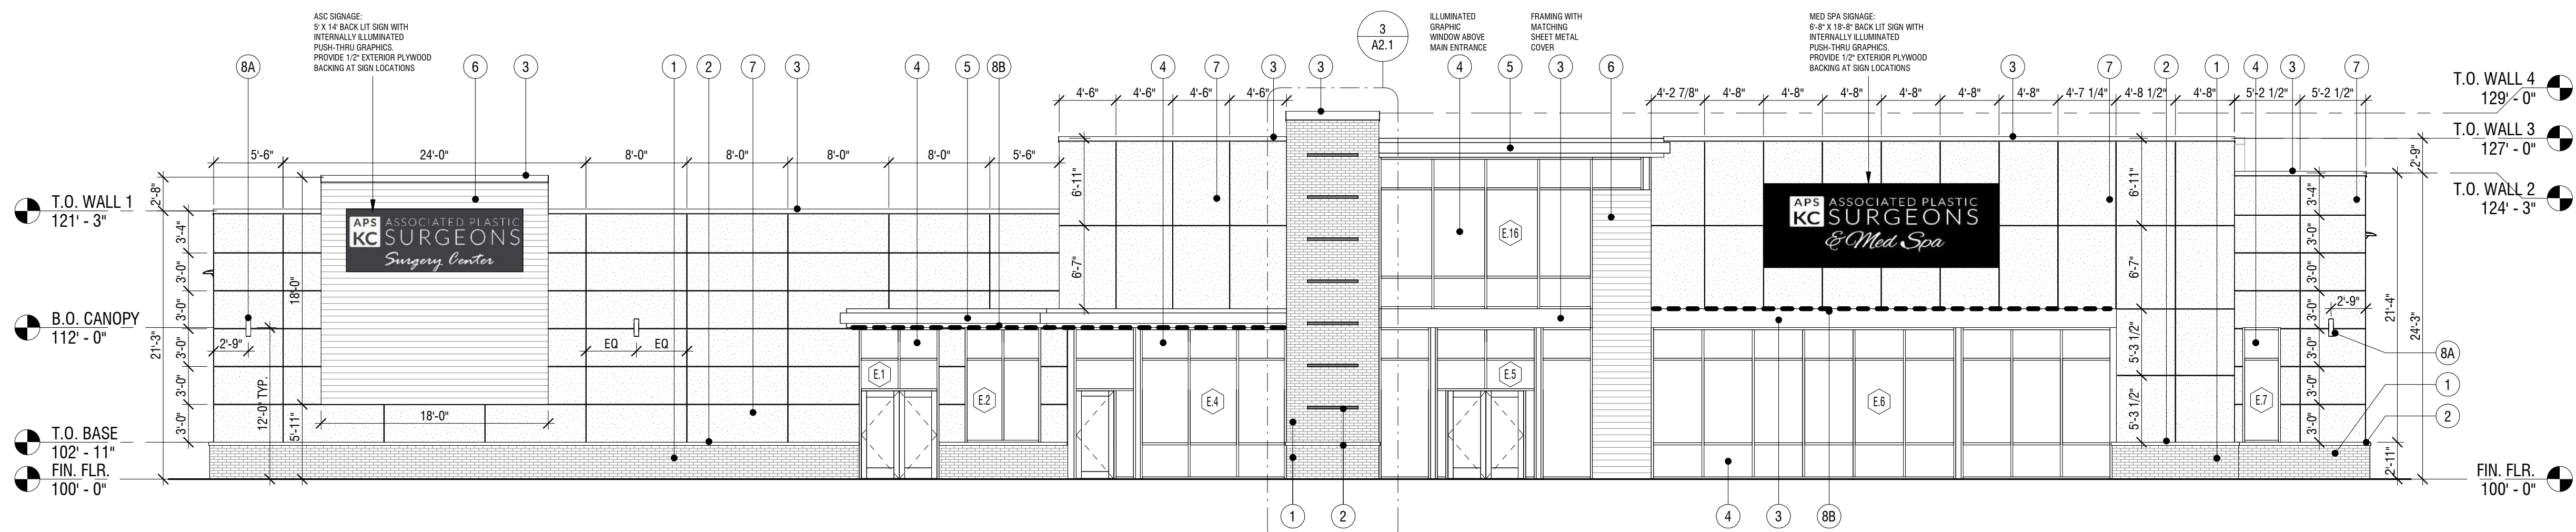 ASC SIGNAGE:
5' X 14' BACK LIT SIGN WITH
INTERNALLY ILLUMINATED
PUSH-THRU GRAPHICS.
PROVIDE 1/2" EXTERIOR PLYWOOD
BACKING AT SIGN LOCATIONS
3
A2.1
ILLUMINATED
GRAPHIC
WINDOW ABOVE
MAIN ENTRANCE
FRAMING WITH
MATCHING
SHEET METAL
COVER
MED SPA SIGNAGE:
6'-8" X 18'-8" BACK LIT SIGN WITH
INTERNALLY ILLUMINATED
PUSH-THRU GRAPHICS.
PROVIDE 1/2" EXTERIOR PLYWOOD
BACKING AT SIGN LOCATIONS
8A 6 3 1 2 7 3 4 5 8B 4 7 3 3 4 5 3 6 3 7 2 1 4 3 7
T.O. WALL 4
129' - 0"
T.O. WALL 3
127' - 0"
T.O. WALL 2
124' - 3"
4'-6" 4'-6" 4'-6" 4'-6"
4'-2 7/8" 4'-8" 4'-8" 4'-8" 4'-8" 4'-8" 4'-8" 4'-7 1/4" 4'-8 1/2" 4'-8" 5'-2 1/2" 5'-2 1/2"
5'-6" 24'-0" 8'-0" 8'-0" 8'-0" 8'-0" 5'-6"
T.O. WALL 1
121' - 3"
B.O. CANOPY
112' - 0"
T.O. BASE
102' - 11"
FIN. FLR.
100' - 0"
21'-3"
2'-8"
3'-4"
3'-0"
3'-0"
3'-0"
3'-0"
3'-0"
2'-9"
12'-0" TYP.
18'-0"
5'-11"
18'-0"
APS
KC
ASSOCIATED PLASTIC
SURGEONS
Surgery Center
EQ EQ
6'-11"
6'-7"
E.1
E.2
E.4
E.16
E.5
APS
KC
ASSOCIATED PLASTIC
SURGEONS
& Med Spa
E.6
6'-11"
6'-7"
5'-3 1/2"
5'-3 1/2"
E.7
3'-4"
3'-0"
3'-0"
3'-0"
3'-0"
3'-0"
3'-0"
2'-9"
21'-4"
2'-11"
2'-9"
24'-3"
8A
1
2
1 2 4 3 8B
FIN. FLR.
100' - 0"